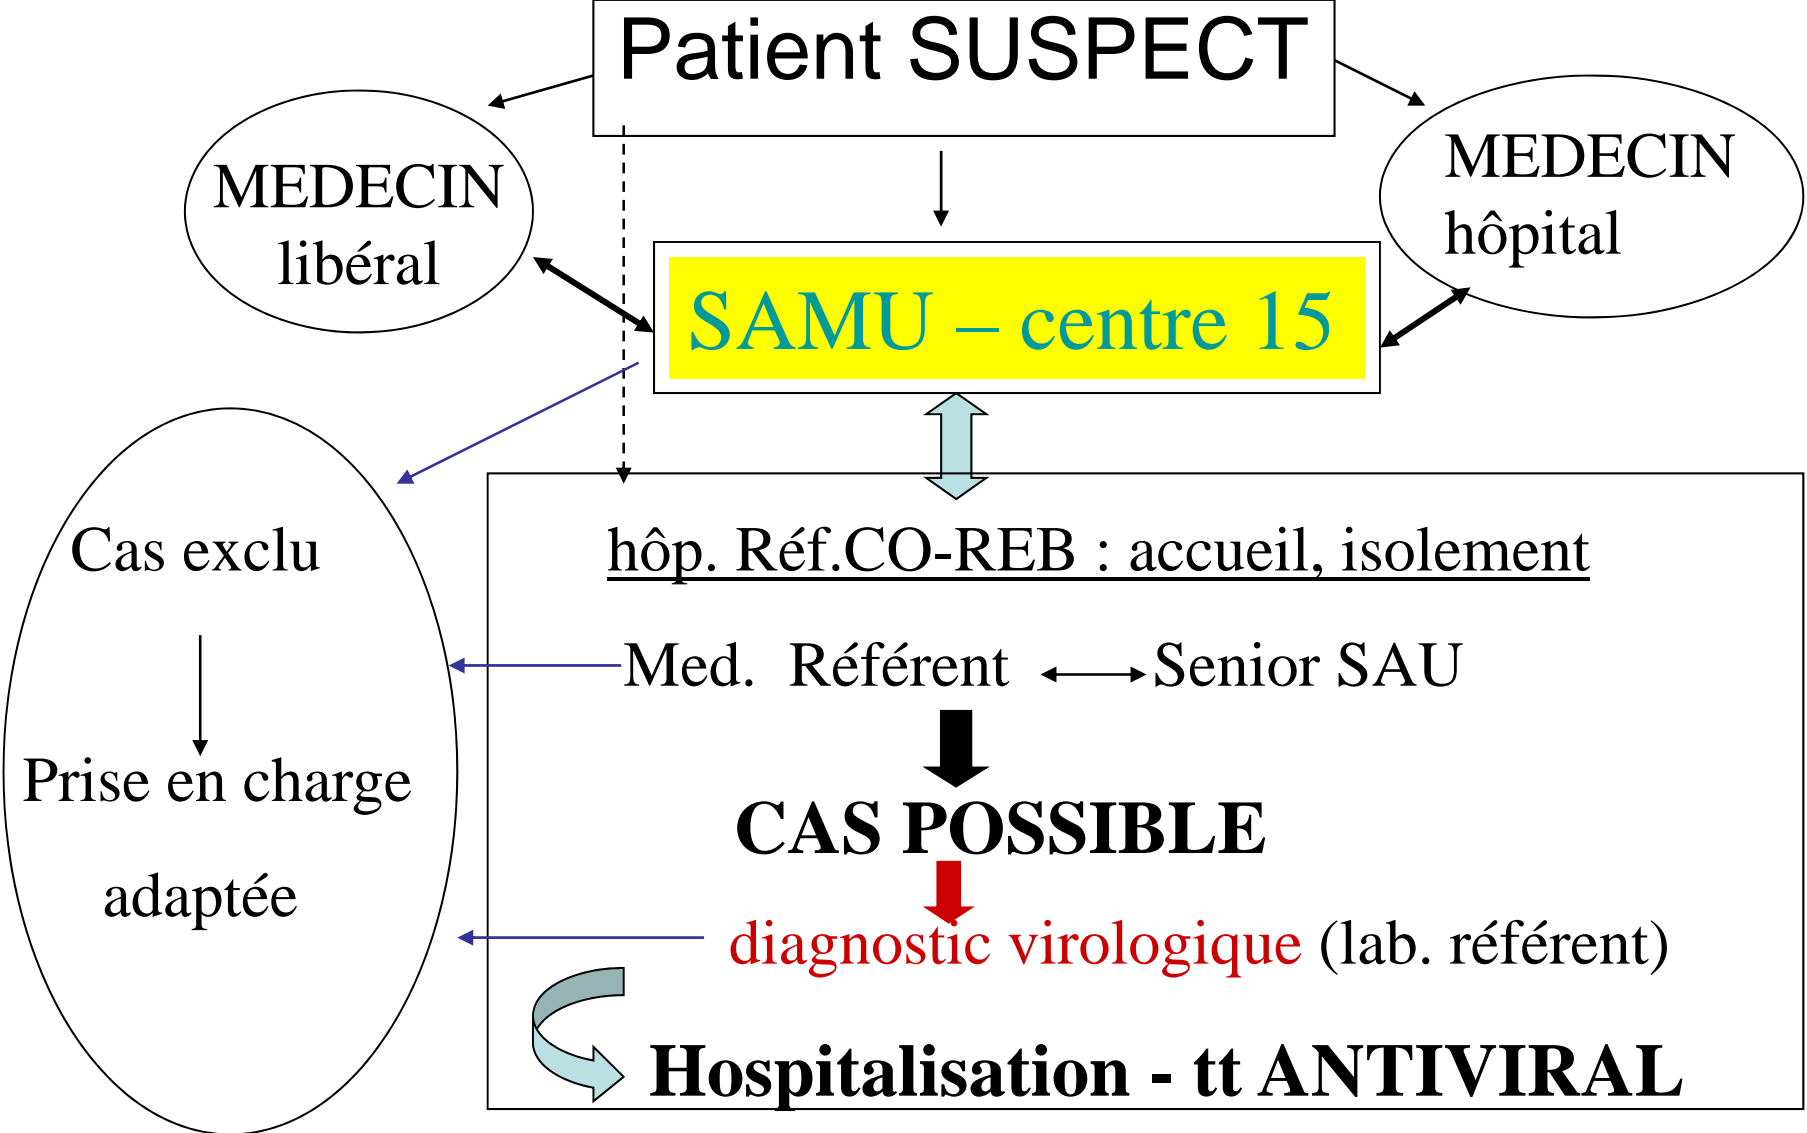 Patient SUSPECT
MEDECIN
libéral
MEDECIN
hôpital
SAMU – centre 15
Cas exclu
Prise en charge
adaptée
hôp. Réf.CO-REB : accueil, isolement
Med. Référent
Senior SAU
CAS POSSIBLE
diagnostic virologique (lab. référent)
Hospitalisation - tt ANTIVIRAL